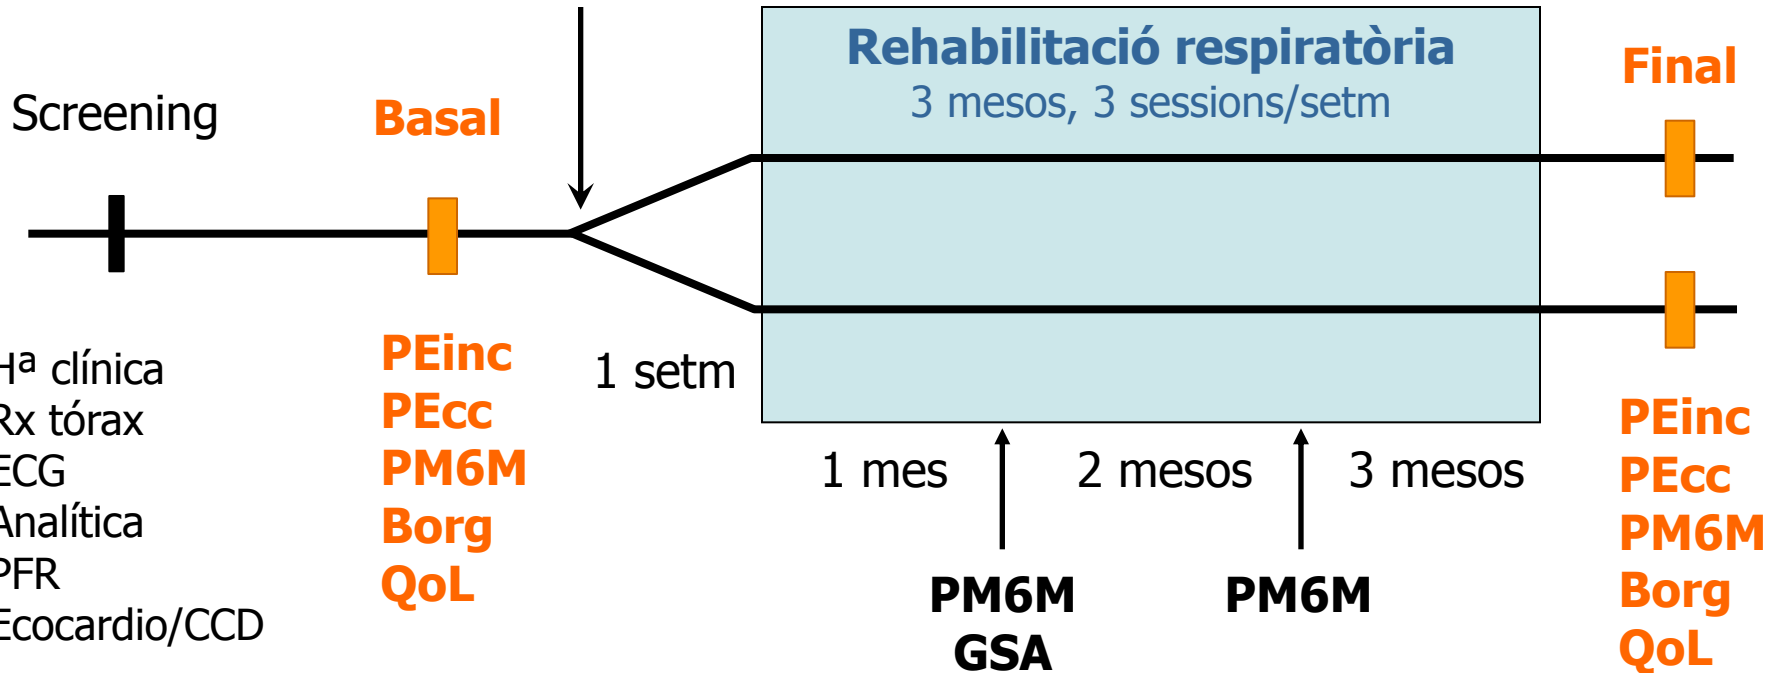 Rehabilitació respiratòria
3 mesos, 3 sessions/setm
Screening
Basal
Final
Hª clínica
Rx tórax
ECG
Analítica
PFR
Ecocardio/CCD
PEinc
PEcc
PM6M
Borg
QoL
1 setm
1 mes
2 mesos
3 mesos
PM6M
GSA
PM6M
PEinc
PEcc
PM6M
Borg
QoL